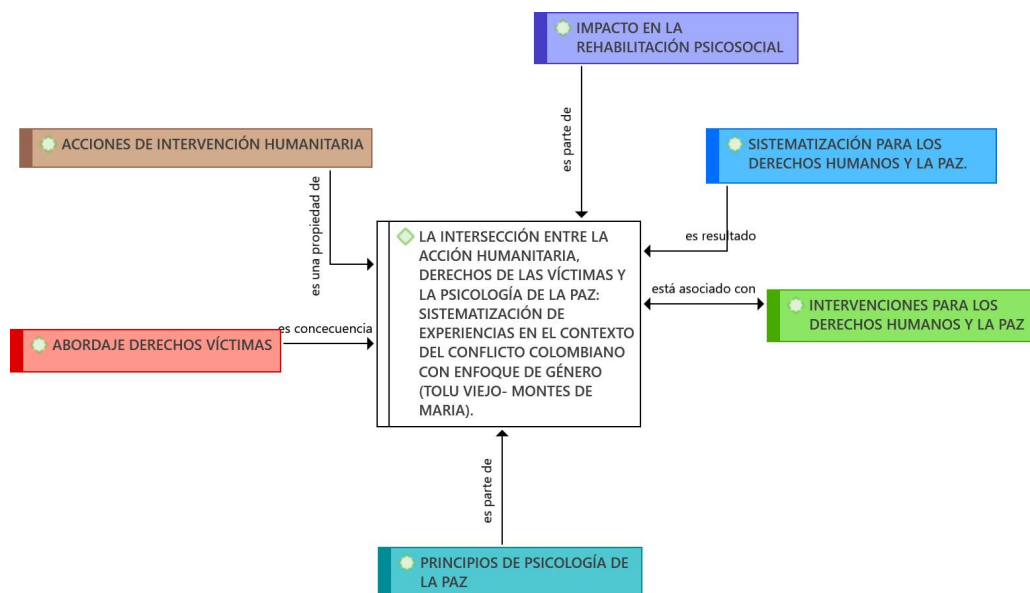 IMPACTO EN LA
REHABILITACIÓN PSICOSOCIAL
es parte de
ACCIONES DE INTERVENCIÓN HUMANITARIA
es una propiedad de
SISTEMATIZACIÓN PARA LOS
DERECHOS HUMANOS Y LA PAZ.
es resultado
LA INTERSECCIÓN ENTRE LA
ACCIÓN HUMANITARIA,
DERECHOS DE LAS VÍCTIMAS Y
LA PSICOLOGÍA DE LA PAZ:
SISTEMATIZACIÓN DE
EXPERIENCIAS EN EL CONTEXTO
DEL CONFLICTO COLOMBIANO
CON ENFOQUE DE GÉNERO
(TOLU VIEJO- MONTES DE
MARIA).
está asociado con
INTERVENCIONES PARA LOS
DERECHOS HUMANOS Y LA PAZ
ABORDAJE DERECHOS VÍCTIMAS
es concecuencia
es parte de
PRINCIPIOS DE PSICOLOGÍA DE
LA PAZ